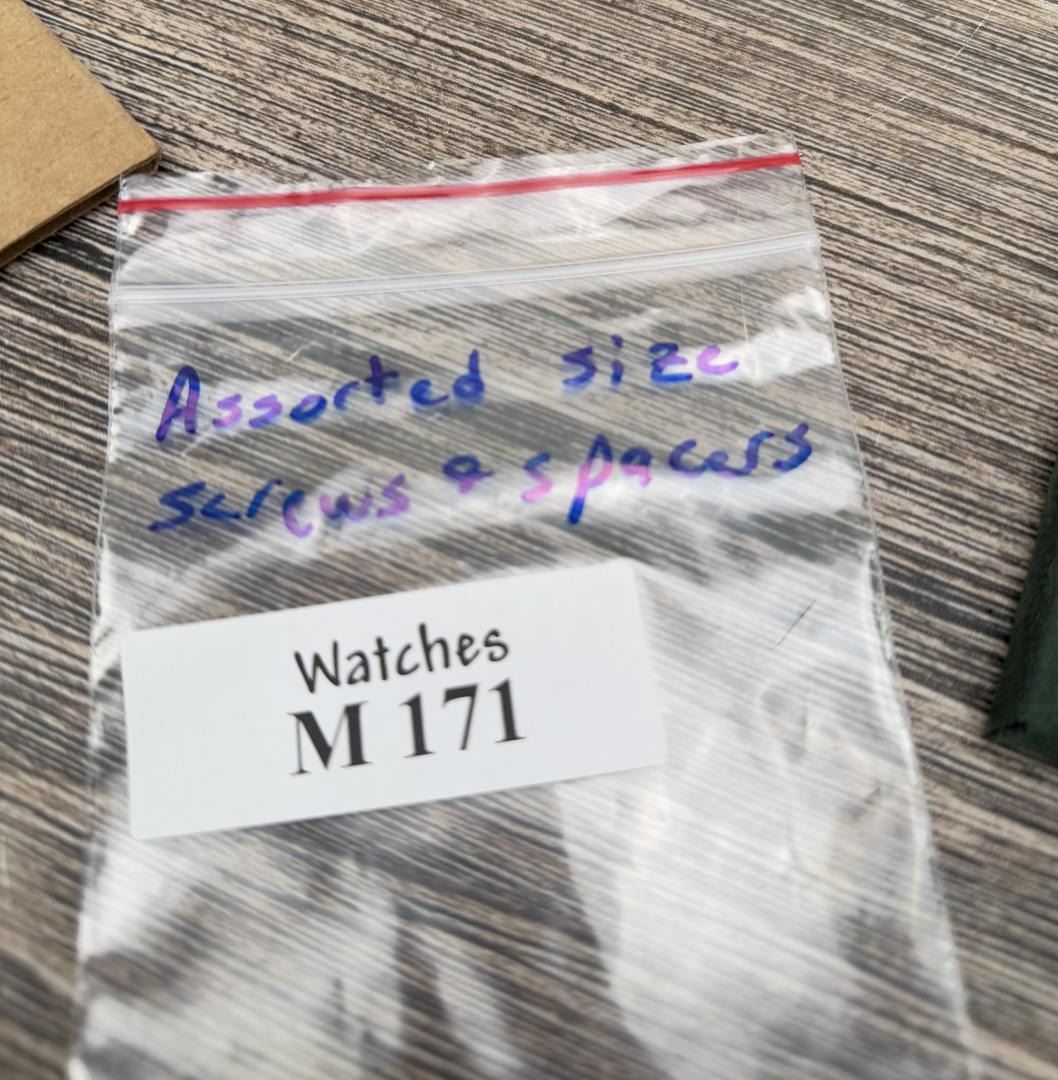 Assorted size
screws & spacers
Watches
M 171